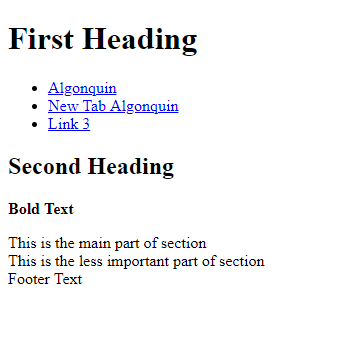 First Heading
Algonquin
New Tab Algonquin
Link 3
Second Heading
Bold Text
This is the main part of section
This is the less important part of section
Footer Text